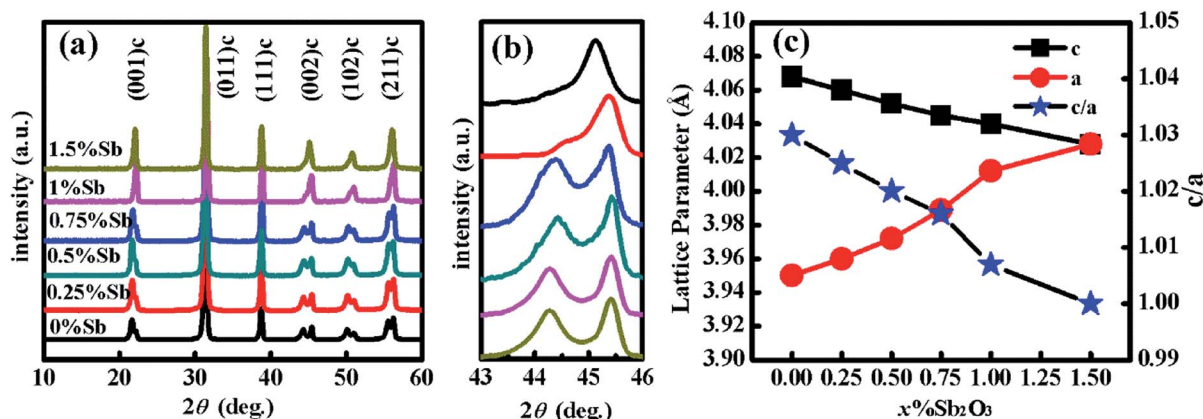 (a)
(001)c
(011)c
(111)c
(002)c
(102)c
(211)c
1.5%Sb
1%Sb
0.75%Sb
0.5%Sb
0.25%Sb
0%Sb
intensity (a.u.)
10 20 30 40 50 60
2θ (deg.)
(b)
intensity (a.u.)
43 44 45 46
2θ (deg.)
(c)
c
a
c/a
Lattice Parameter (Å)
4.10
4.08
4.06
4.04
4.02
4.00
3.98
3.96
3.94
3.92
3.90
1.05
1.04
1.03
1.02
1.01
1.00
0.99
c/a
0.00 0.25 0.50 0.75 1.00 1.25 1.50
x%Sb₂O₃